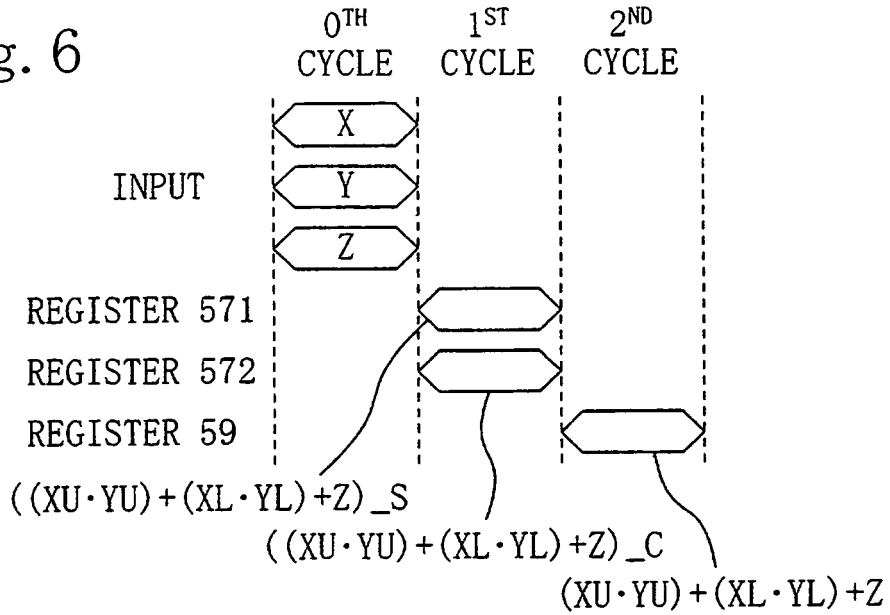 g. 6
0TH CYCLE
1ST CYCLE
2ND CYCLE
X
INPUT
Y
Z
REGISTER 571
REGISTER 572
REGISTER 59
((XU·YU)+(XL·YL)+Z)_S
((XU·YU)+(XL·YL)+Z)_C
(XU·YU)+(XL·YL)+Z